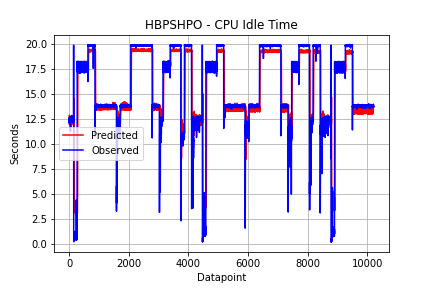 HBPSHPO - CPU Idle Time
20.0
17.5
15.0
12.5
10.0
7.5
5.0
2.5
0.0
Seconds
Predicted
Observed
0 2000 4000 6000 8000 10000
Datapoint